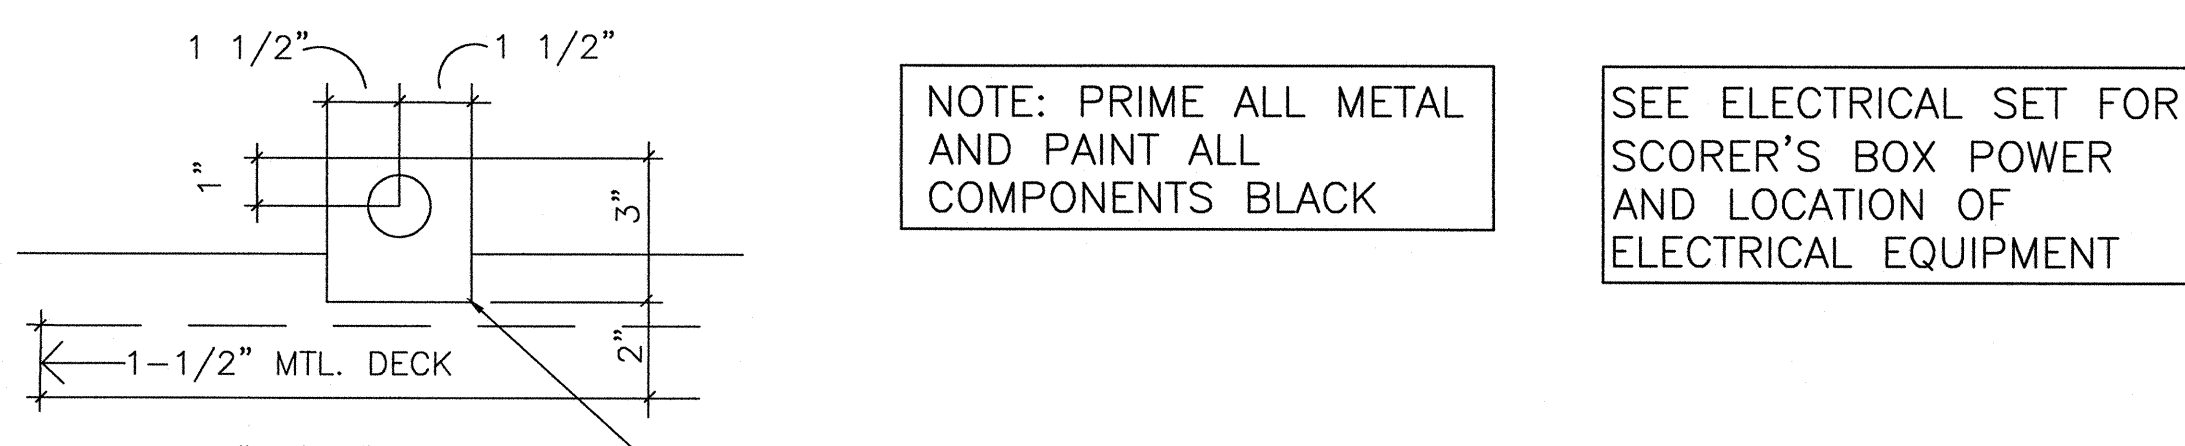 1 1/2”
1 1/2”
1”
3”
2”
1-1/2” MTL. DECK
NOTE: PRIME ALL METAL
AND PAINT ALL
COMPONENTS BLACK
SEE ELECTRICAL SET FOR
SCORER’S BOX POWER
AND LOCATION OF
ELECTRICAL EQUIPMENT